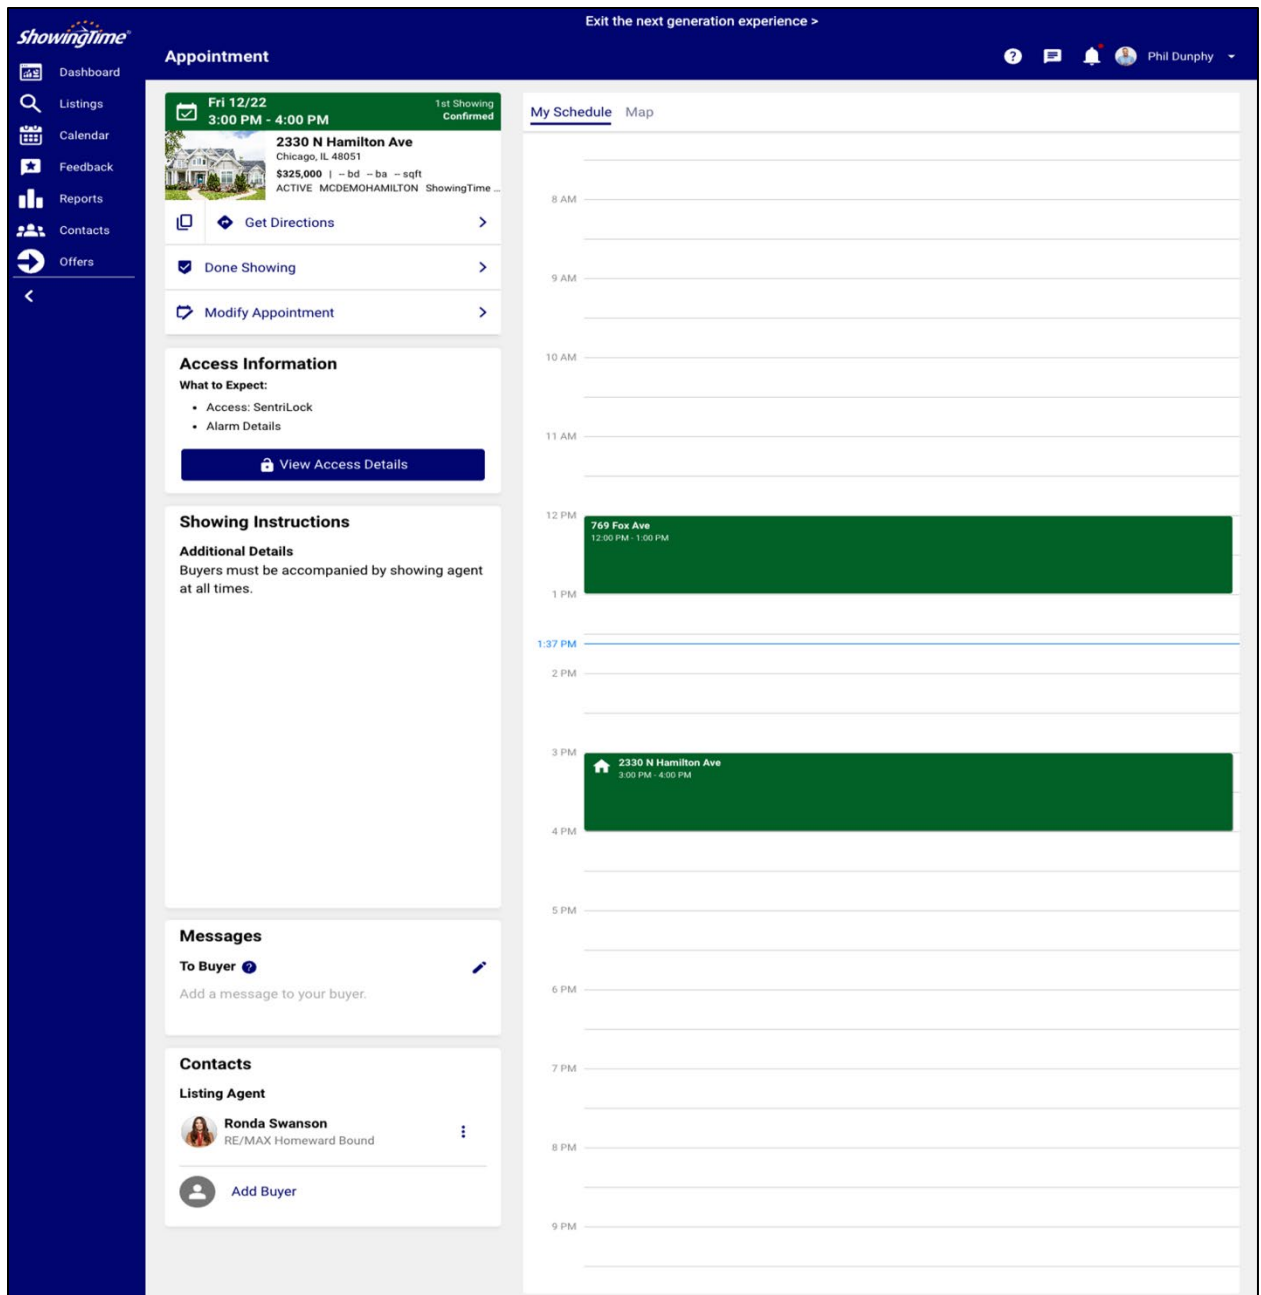 Exit the next generation experience >
ShowingTime®
Appointment
Phil Dunphy
Dashboard
Listings
Calendar
Feedback
Reports
Contacts
Offers
Fri 12/22
3:00 PM - 4:00 PM
1st Showing
Confirmed
2330 N Hamilton Ave
Chicago, IL 48051
$325,000 | -- bd -- ba -- sqft
ACTIVE MCDEMOHAMILTON ShowingTime ...
Get Directions
Done Showing
Modify Appointment
Access Information
What to Expect:
• Access: SentriLock
• Alarm Details
View Access Details
Showing Instructions
Additional Details
Buyers must be accompanied by showing agent
at all times.
Messages
To Buyer
Add a message to your buyer.
Contacts
Listing Agent
Ronda Swanson
RE/MAX Homeward Bound
Add Buyer
My Schedule Map
8 AM
9 AM
10 AM
11 AM
12 PM
769 Fox Ave
12:00 PM - 1:00 PM
1 PM
1:37 PM
2 PM
3 PM
2330 N Hamilton Ave
3:00 PM - 4:00 PM
4 PM
5 PM
6 PM
7 PM
8 PM
9 PM